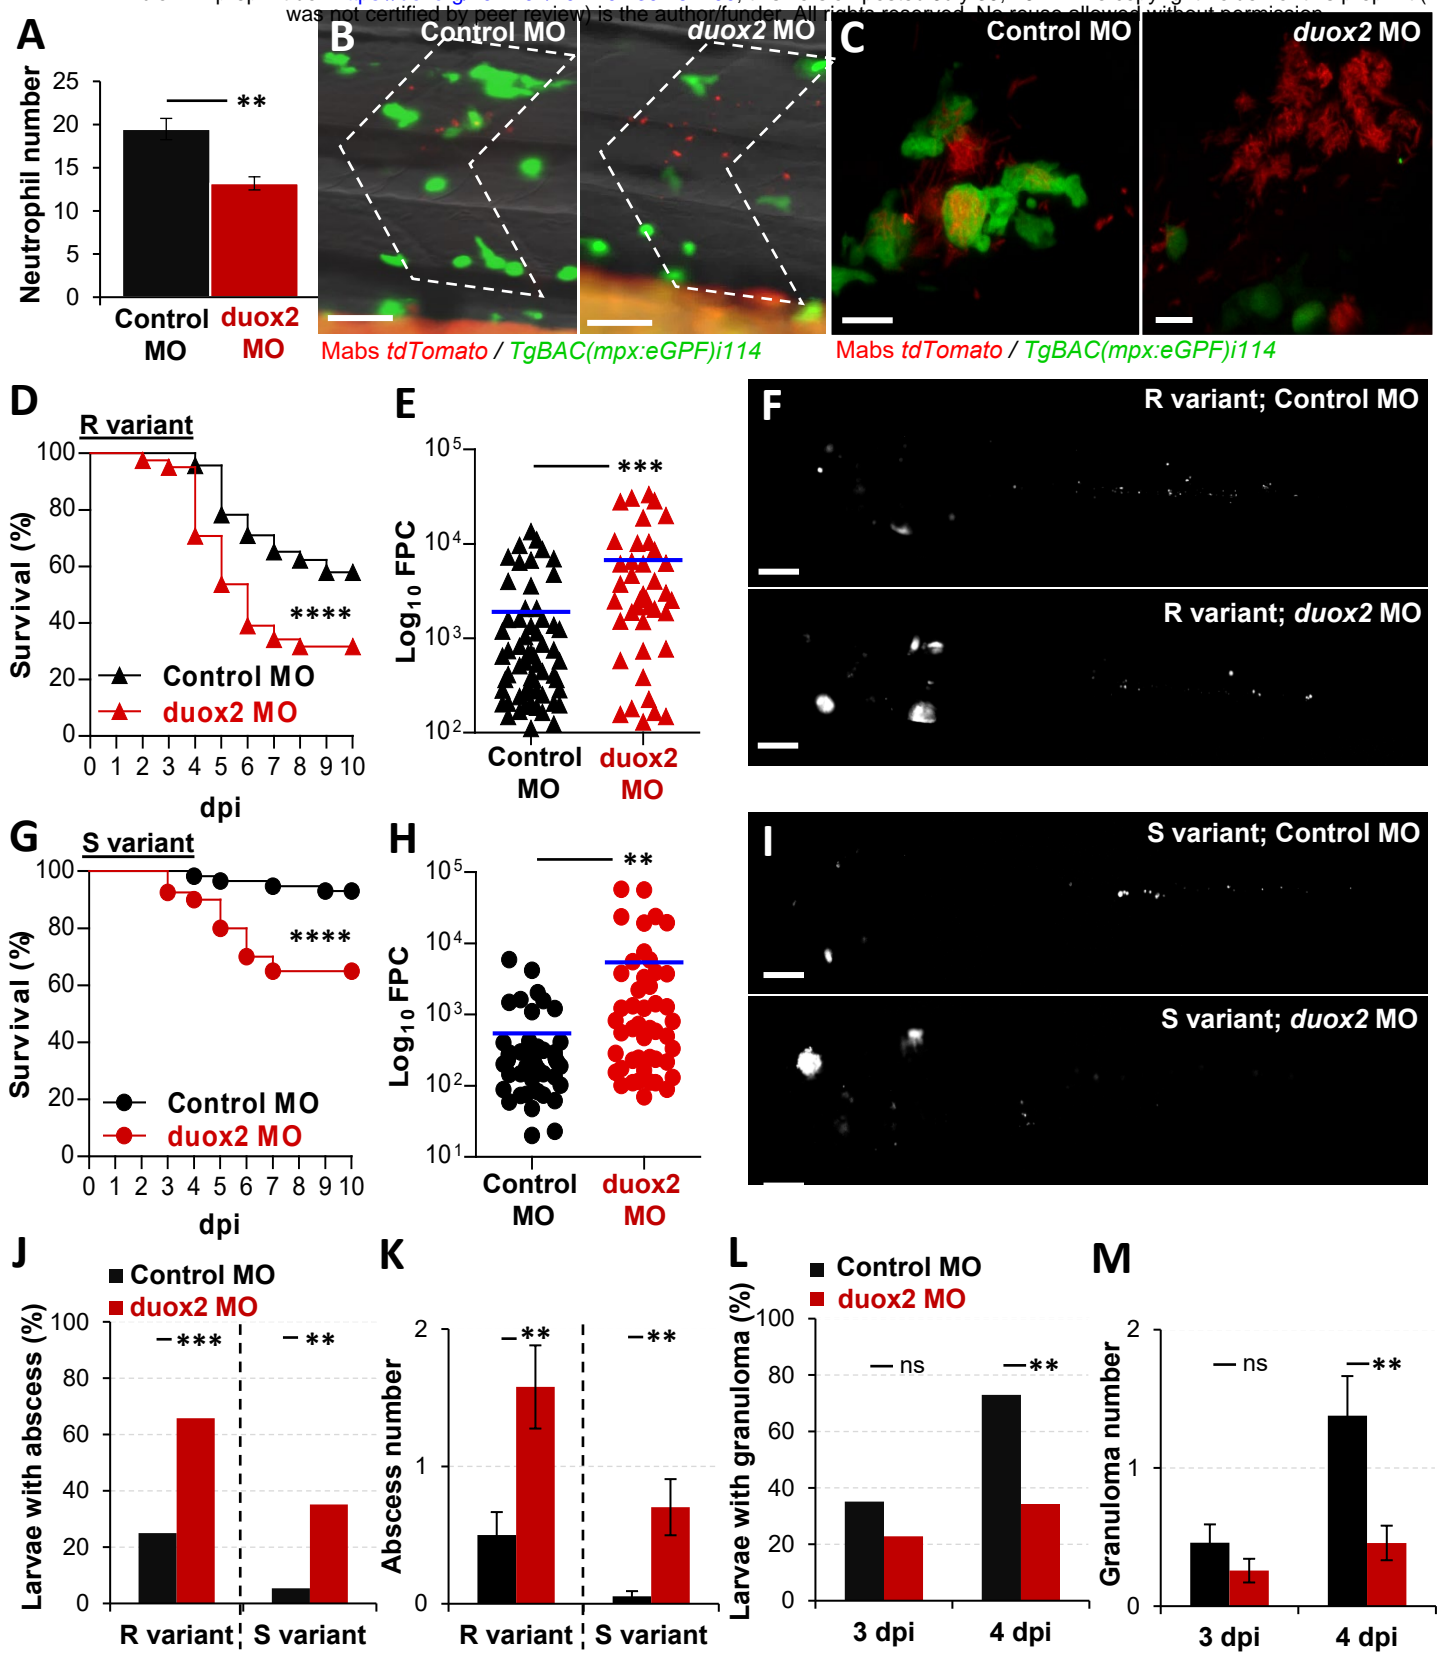 was not certified by peer review) is the author/funder. All rights reserved. No reuse allowed without permission.
A
Neutrophil number
25
20
15
10
5
0
**
Control MO
duox2 MO
B
Control MO
duox2 MO
Mabs tdTomato / TgBAC(mpx:eGPF)i114
C
Control MO
duox2 MO
Mabs tdTomato / TgBAC(mpx:eGPF)i114
D
R variant
Survival (%)
100
80
60
40
20
0
****
Control MO
duox2 MO
0 1 2 3 4 5 6 7 8 9 10
dpi
E
Log10 FPC
10^5
10^4
10^3
10^2
***
Control MO
duox2 MO
F
R variant; Control MO
R variant; duox2 MO
G
S variant
Survival (%)
100
80
60
40
20
0
****
Control MO
duox2 MO
0 1 2 3 4 5 6 7 8 9 10
dpi
H
Log10 FPC
10^5
10^4
10^3
10^2
10^1
**
Control MO
duox2 MO
I
S variant; Control MO
S variant; duox2 MO
J
Control MO
duox2 MO
Larvae with abscess (%)
100
80
60
40
20
0
***
**
R variant
S variant
K
Abscess number
2
1
0
**
**
R variant
S variant
L
Control MO
duox2 MO
Larvae with granuloma (%)
100
80
60
40
20
0
ns
**
3 dpi
4 dpi
M
Granuloma number
2
1
0
ns
**
3 dpi
4 dpi